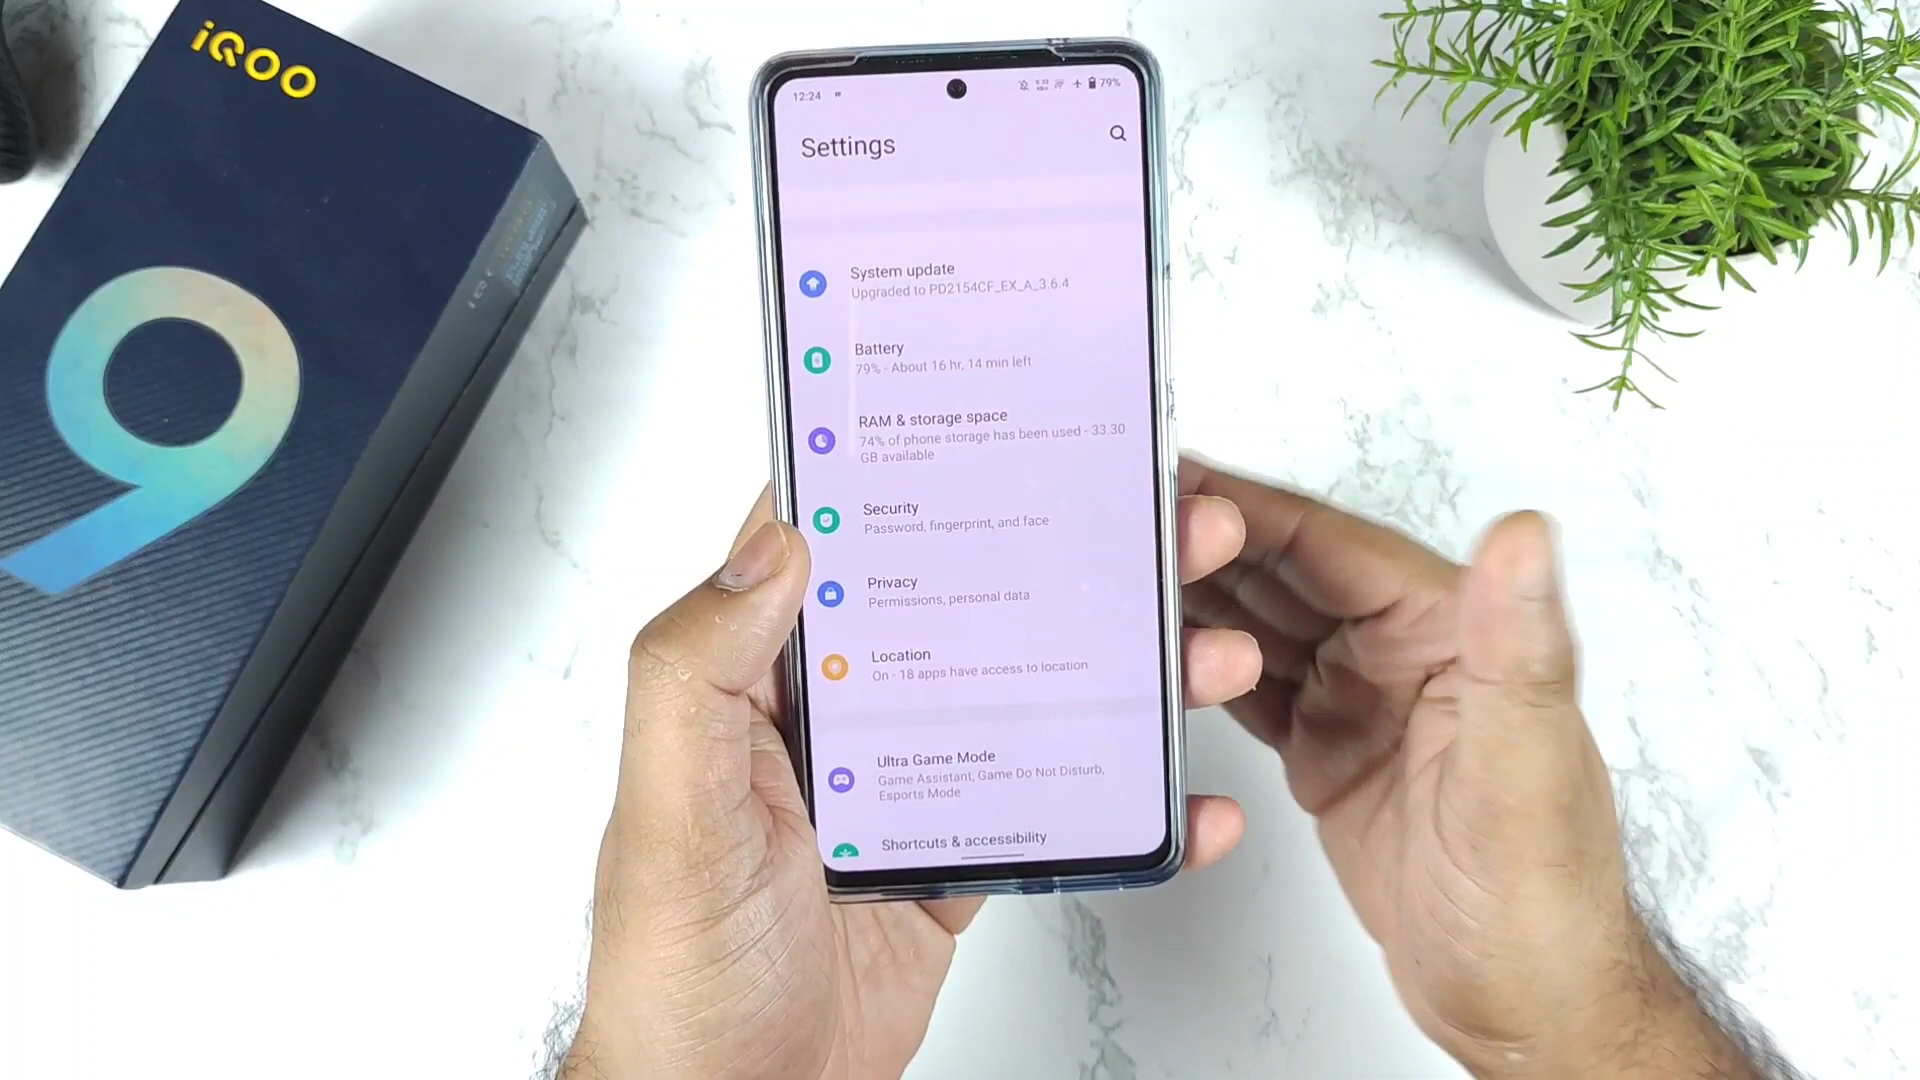 iQOO
9
12:24
79%
Settings
System update
Upgraded to PD2154CF_EX_A_3.6.4
Battery
79% - About 16 hr, 14 min left
RAM & storage space
74% of phone storage has been used - 33.30
GB available
Security
Password, fingerprint, and face
Privacy
Permissions, personal data
Location
On - 18 apps have access to location
Ultra Game Mode
Game Assistant, Game Do Not Disturb,
Esports Mode
Shortcuts & accessibility